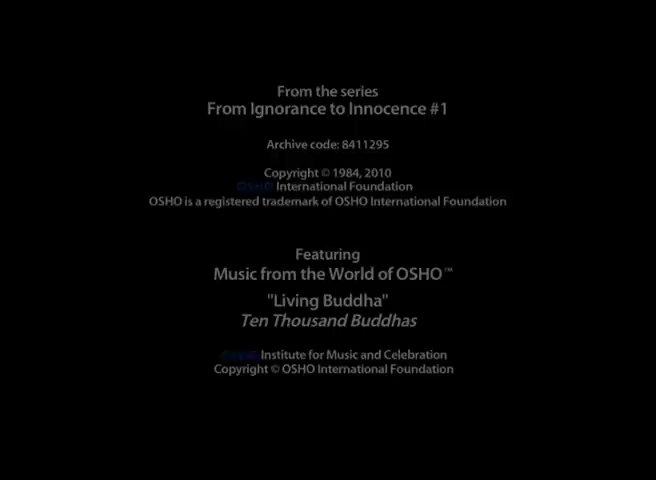 From the series
From Ignorance to Innocence #1
Archive code: 8411295
Copyright © 1984, 2010
OSHO International Foundation
OSHO is a registered trademark of OSHO International Foundation
Featuring
Music from the World of OSHO™
"Living Buddha"
Ten Thousand Buddhas
Institute for Music and Celebration
Copyright © OSHO International Foundation